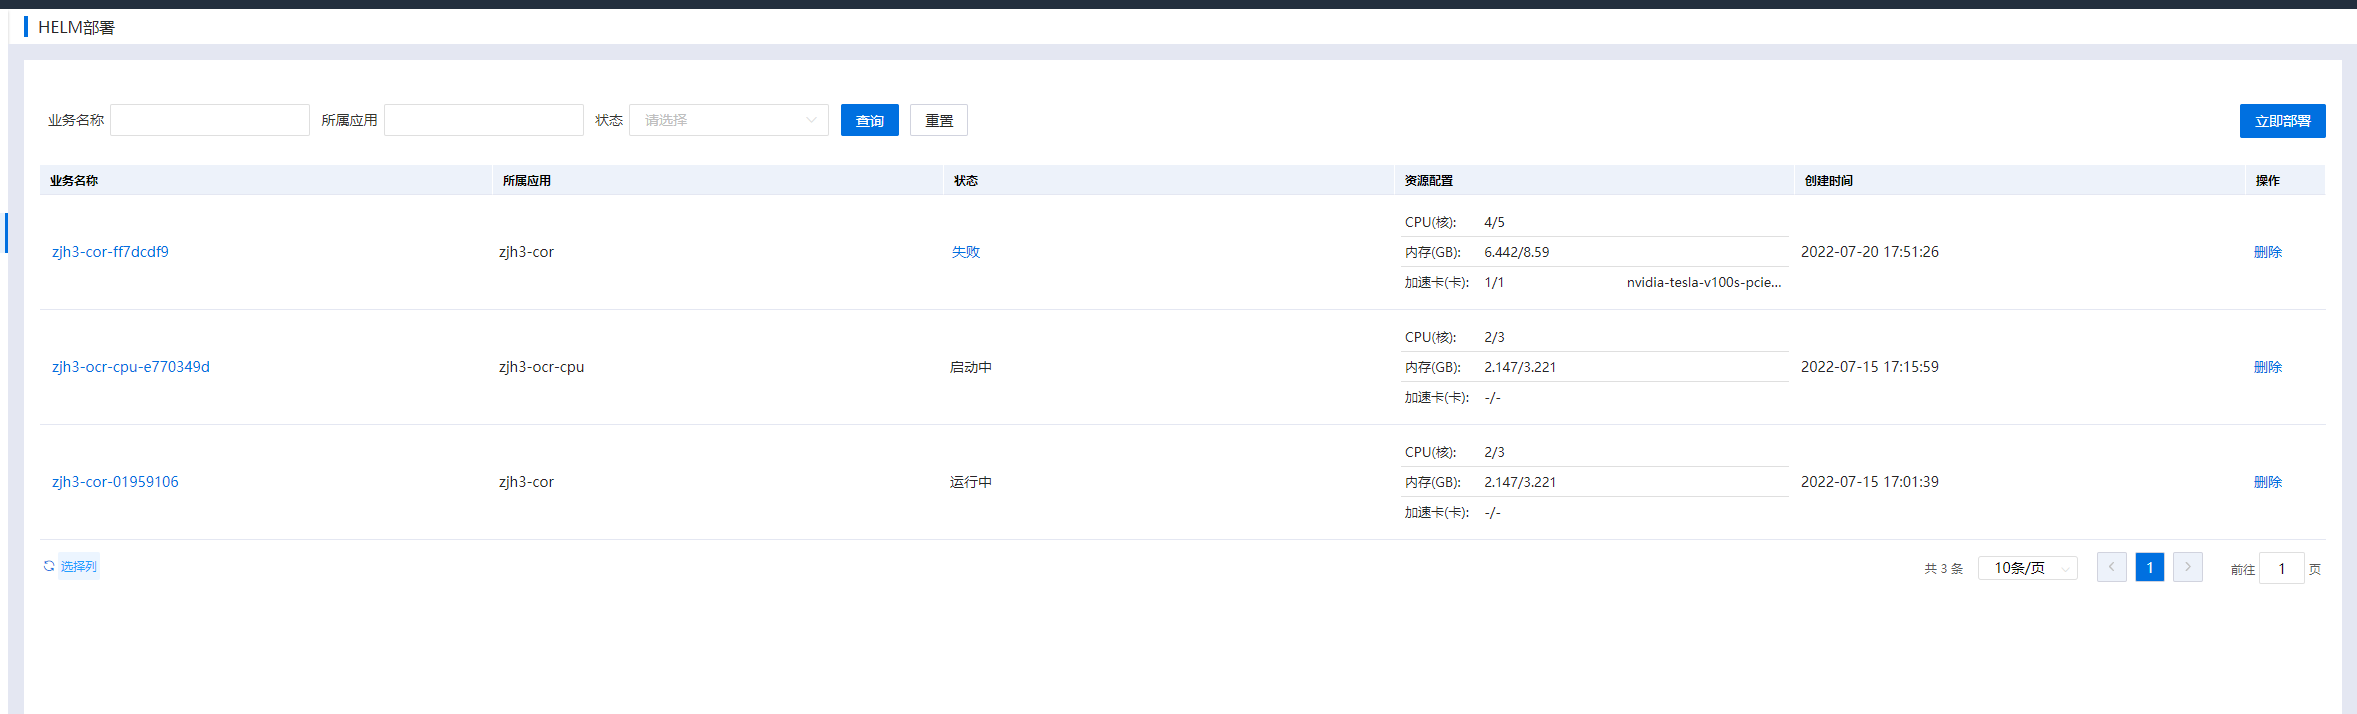 HELM部署
业务名称 所属应用 状态 请选择 查询 重置 立即部署
业务名称 所属应用 状态 资源配置 创建时间 操作
CPU(核): 4/5
zjh3-cor-ff7dcdf9 zjh3-cor 失败 内存(GB): 6.442/8.59 2022-07-20 17:51:26 删除
加速卡(卡): 1/1 nvidia-tesla-v100s-pcie...
CPU(核): 2/3
zjh3-ocr-cpu-e770349d zjh3-ocr-cpu 启动中 内存(GB): 2.147/3.221 2022-07-15 17:15:59 删除
加速卡(卡): -/-
CPU(核): 2/3
zjh3-cor-01959106 zjh3-cor 运行中 内存(GB): 2.147/3.221 2022-07-15 17:01:39 删除
加速卡(卡): -/-
选择列 共 3 条 10条/页 1 前往 1 页